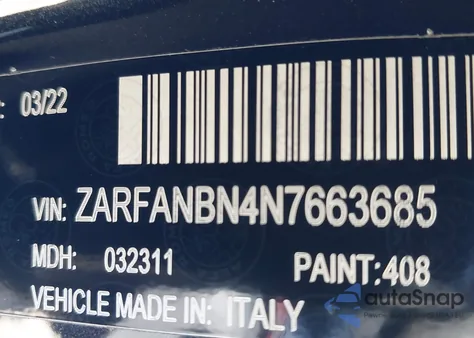 : 03/22
VIN: ZARFANBN4N7663685
MDH: 032311 PAINT: 408
VEHICLE MADE IN: ITALY
autoSnap